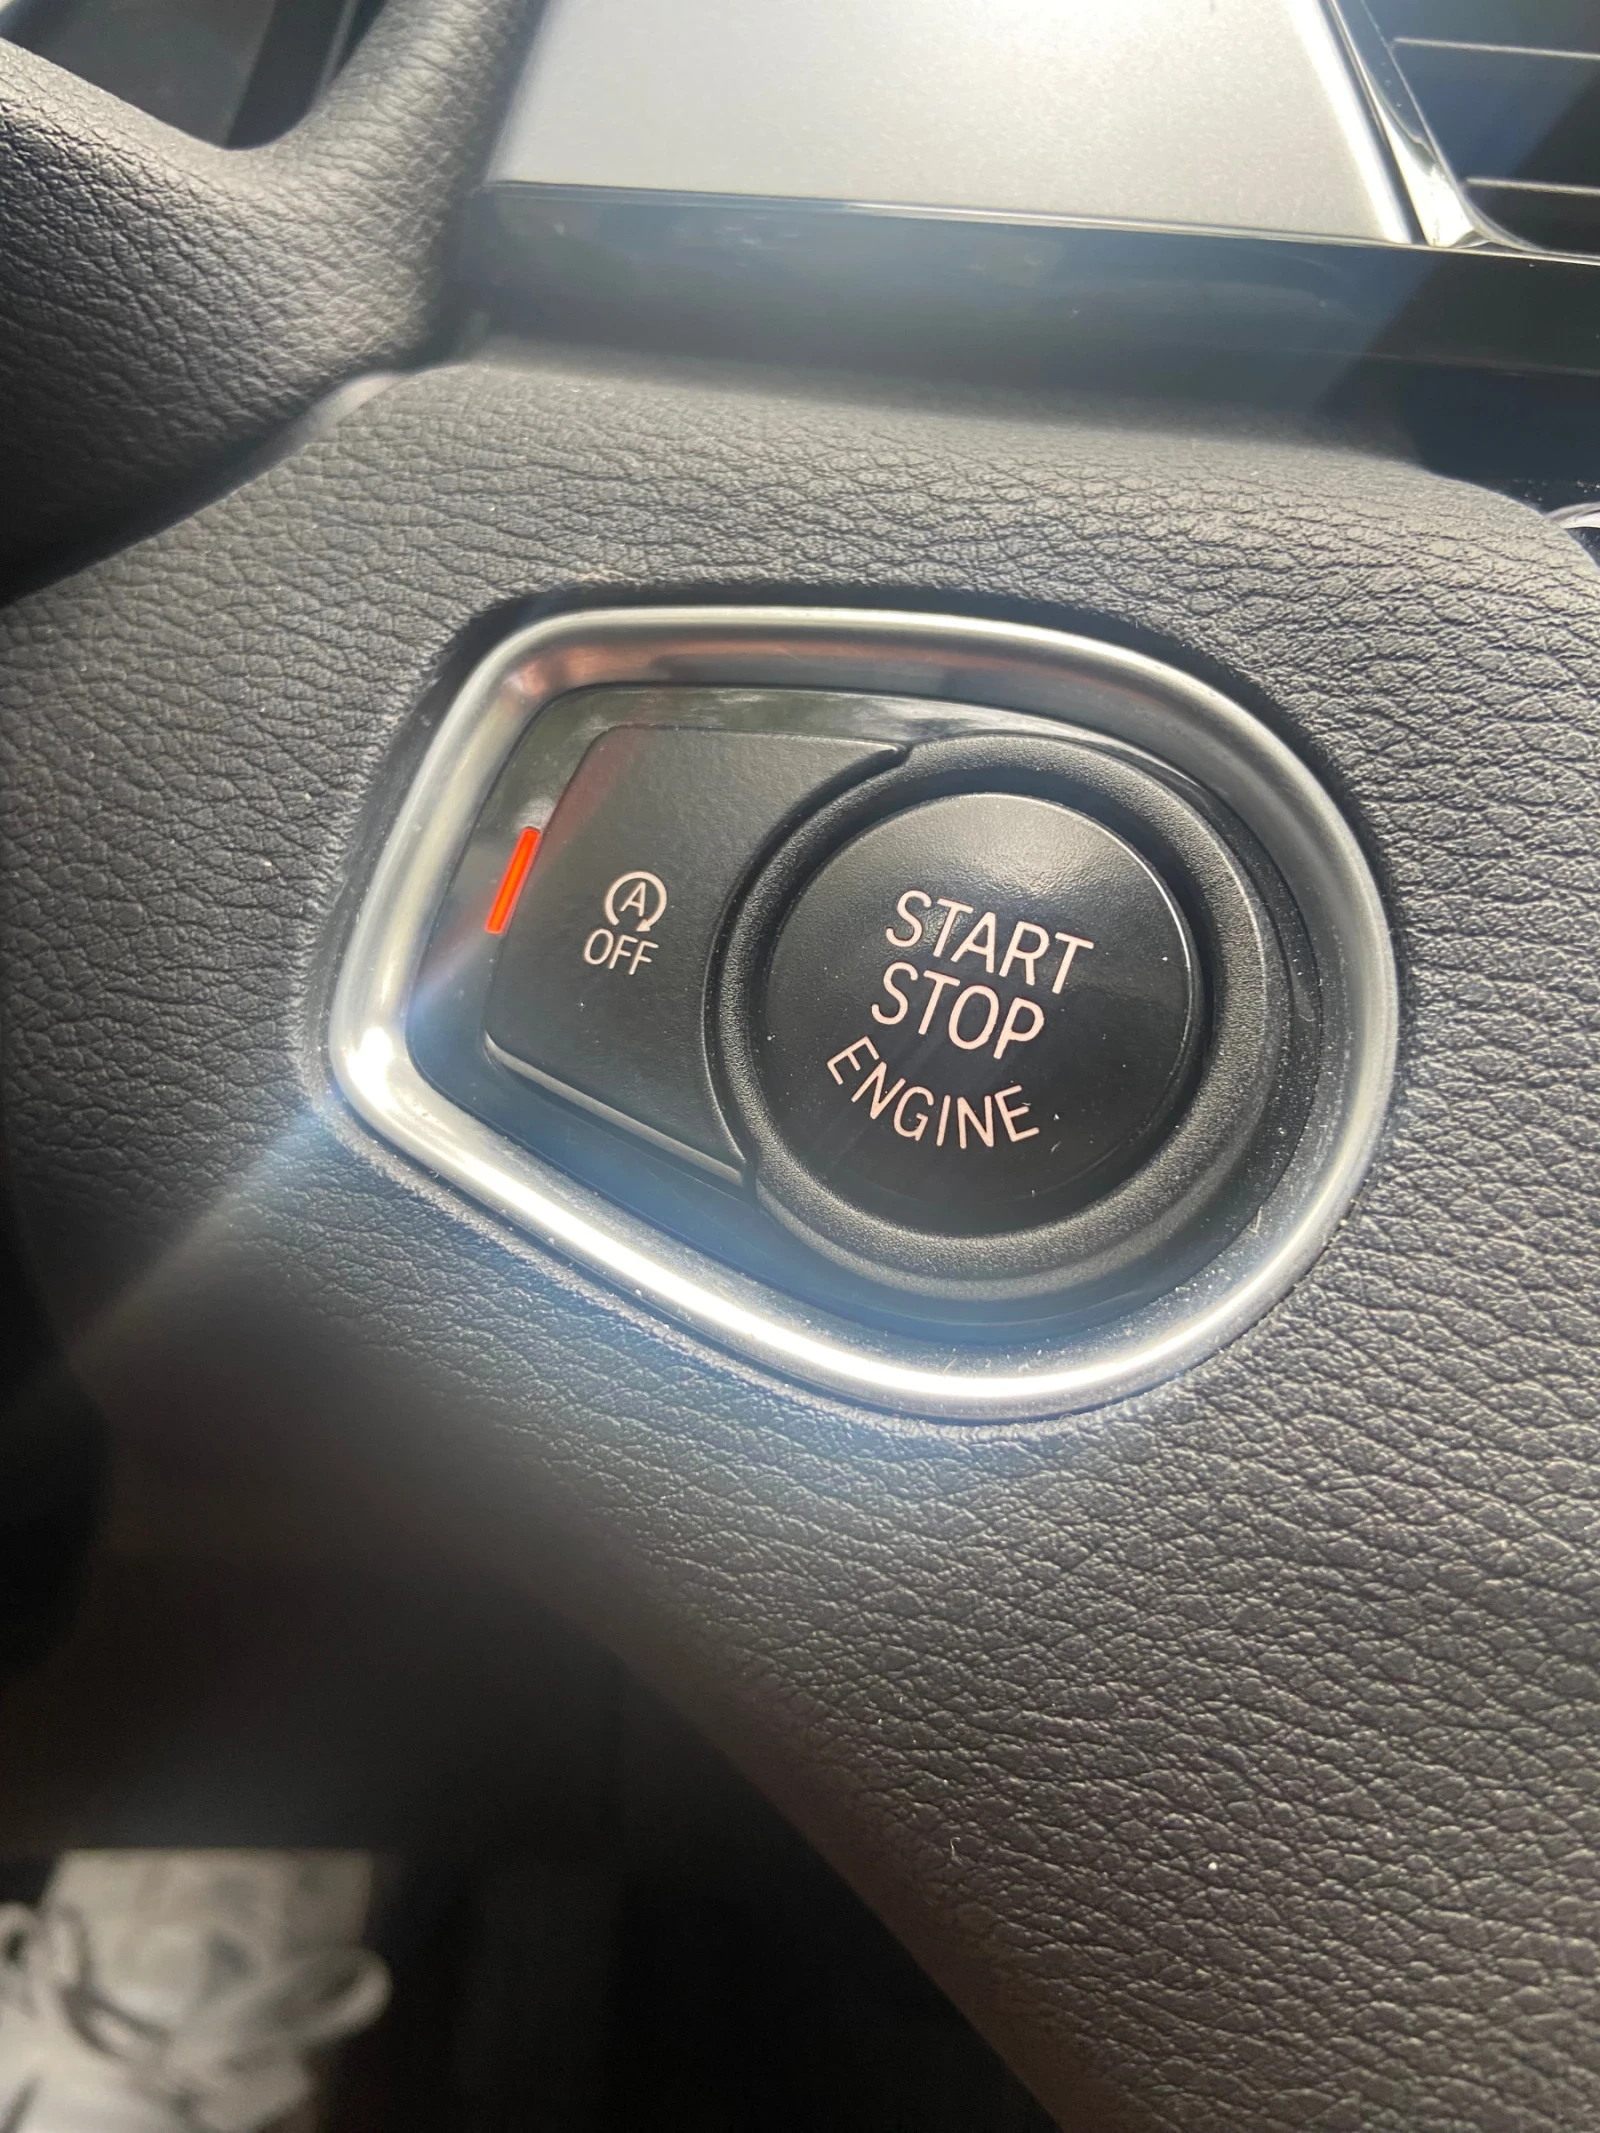 A
OFF
START
STOP
ENGINE